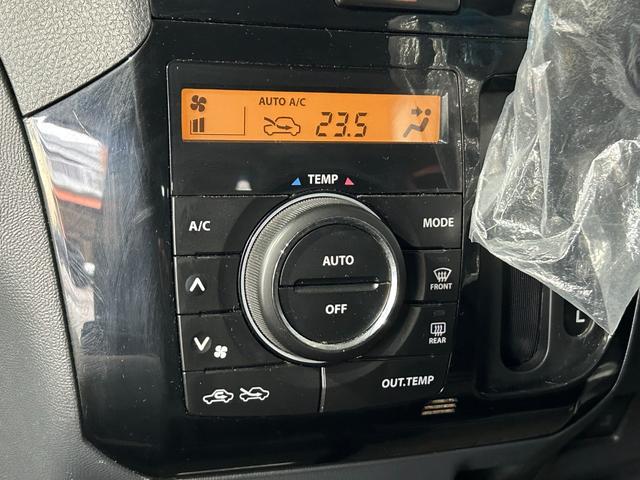 AUTO A/C
23.5
TEMP
A/C
MODE
AUTO
OFF
FRONT
REAR
OUT.TEMP
L